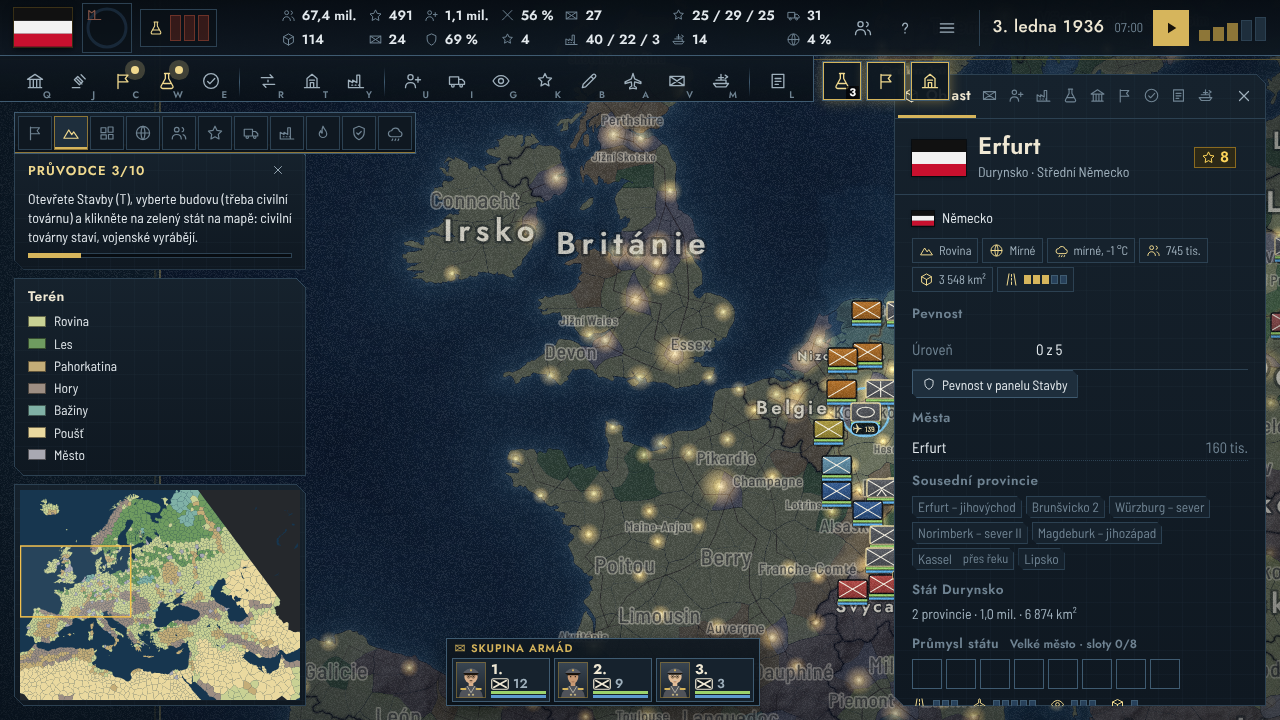 67,4 mil. 491 1,1 mil. 56 % 27 25 / 29 / 25 31
114 24 69 % 4 40 / 22 / 3 14 4 %
? 3. ledna 1936 07:00
Q J C W E R T Y U I G K B A V M L
3
PRŮVODCE 3/10
Otevřete Stavby (T), vyberte budovu (třeba civilní
továrnu) a klikněte na zelený stát na mapě: civilní
továrny staví, vojenské vyrábějí.
Terén
Rovina
Les
Pahorkatina
Hory
Bažiny
Poušť
Město
Perthshire
Jižní Skotsko
Connacht
Irsko
Británie
Jižní Wales
Devon
Essex
Belgie
139
Pikardie
Champagne
Maine-Anjou
Poitou
Berry
Franche-Comté
Limousin
Auvergne
Galicie
León
Toulouse
Languedoc
SKUPINA ARMÁD
1. 12
2. 9
3. 3
Erfurt
Durynsko · Střední Německo
8
Německo
Rovina
Mírné
mírné, -1 °C
745 tis.
3 548 km²
Pevnost
Úroveň 0 z 5
Pevnost v panelu Stavby
Města
Erfurt 160 tis.
Sousední provincie
Erfurt – jihovýchod Brunšvicko 2 Würzburg – sever
Norimberk – sever II Magdeburk – jihozápad
Kassel přes řeku Lipsko
Stát Durynsko
2 provincie · 1,0 mil. · 6 874 km²
Průmysl státu Velké město · sloty 0/8